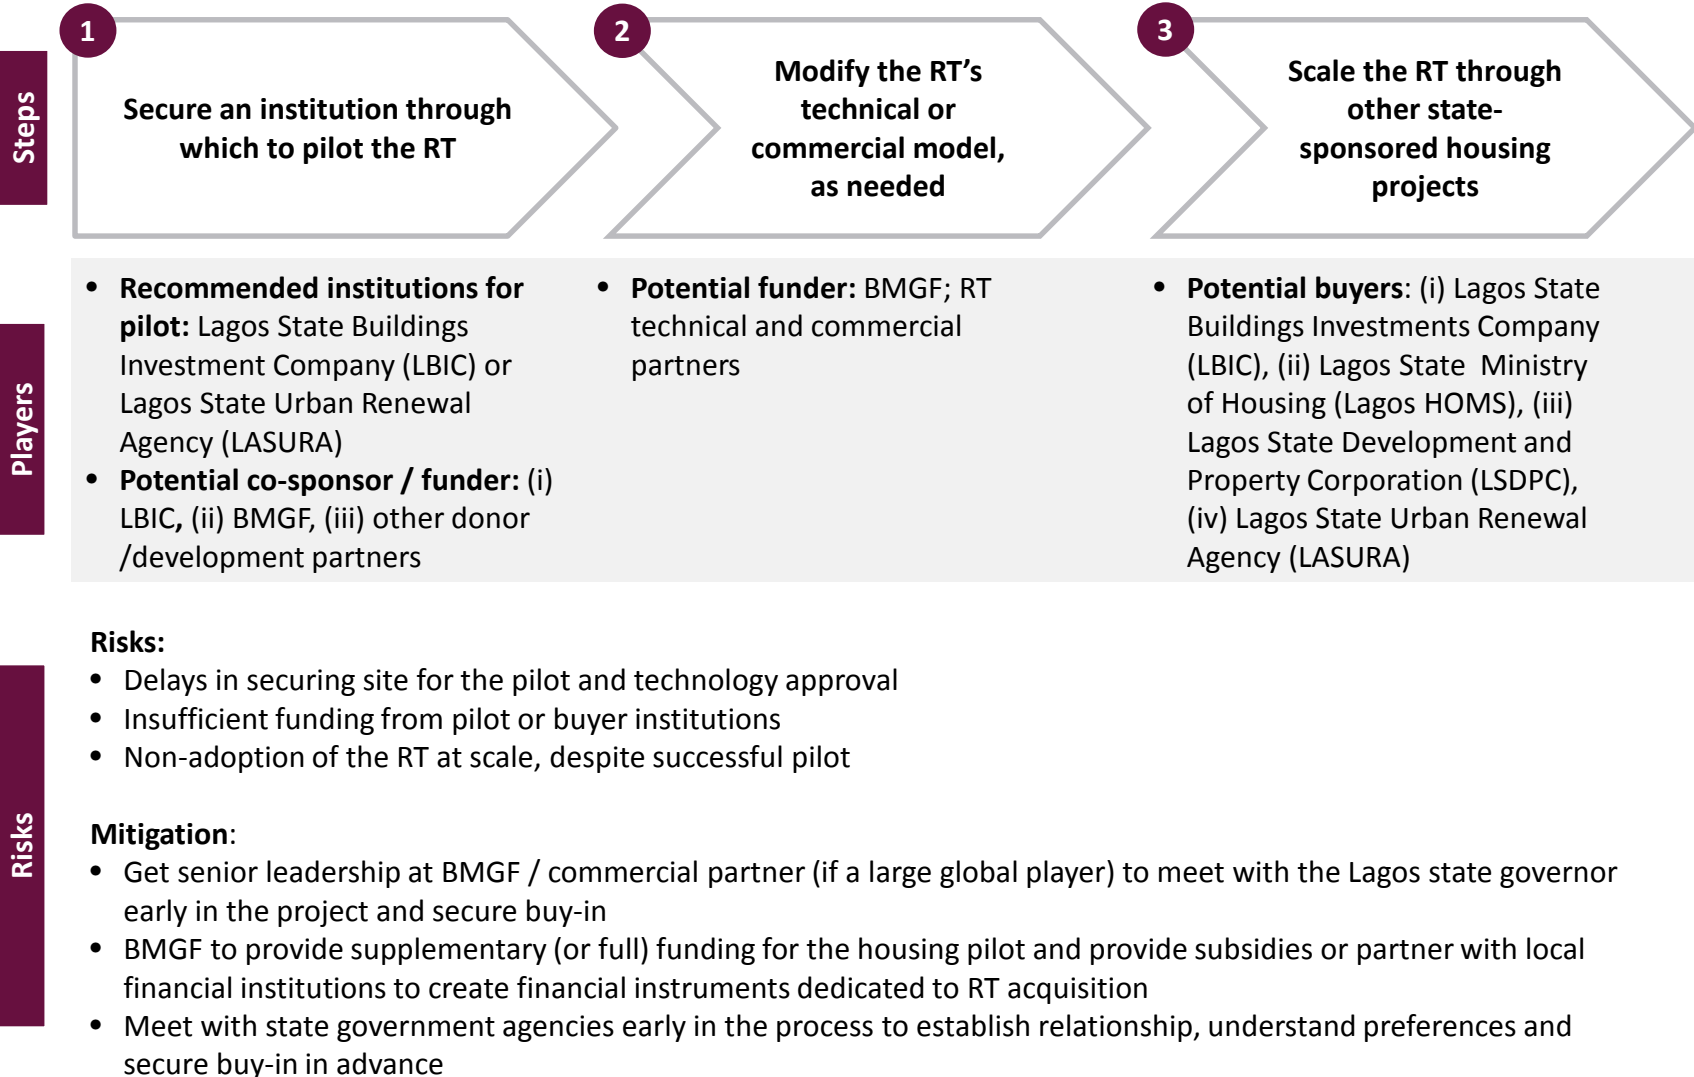 Steps
1
Secure an institution through
which to pilot the RT
2
Modify the RT's
technical or
commercial model,
as needed
3
Scale the RT through
other state-
sponsored housing
projects
Players
• Recommended institutions for
pilot: Lagos State Buildings
Investment Company (LBIC) or
Lagos State Urban Renewal
Agency (LASURA)
• Potential co-sponsor / funder: (i)
LBIC, (ii) BMGF, (iii) other donor
/development partners
• Potential funder: BMGF; RT
technical and commercial
partners
• Potential buyers: (i) Lagos State
Buildings Investments Company
(LBIC), (ii) Lagos State Ministry
of Housing (Lagos HOMS), (iii)
Lagos State Development and
Property Corporation (LSDPC),
(iv) Lagos State Urban Renewal
Agency (LASURA)
Risks
Risks:
• Delays in securing site for the pilot and technology approval
• Insufficient funding from pilot or buyer institutions
• Non-adoption of the RT at scale, despite successful pilot
Mitigation:
• Get senior leadership at BMGF / commercial partner (if a large global player) to meet with the Lagos state governor
early in the project and secure buy-in
• BMGF to provide supplementary (or full) funding for the housing pilot and provide subsidies or partner with local
financial institutions to create financial instruments dedicated to RT acquisition
• Meet with state government agencies early in the process to establish relationship, understand preferences and
secure buy-in in advance